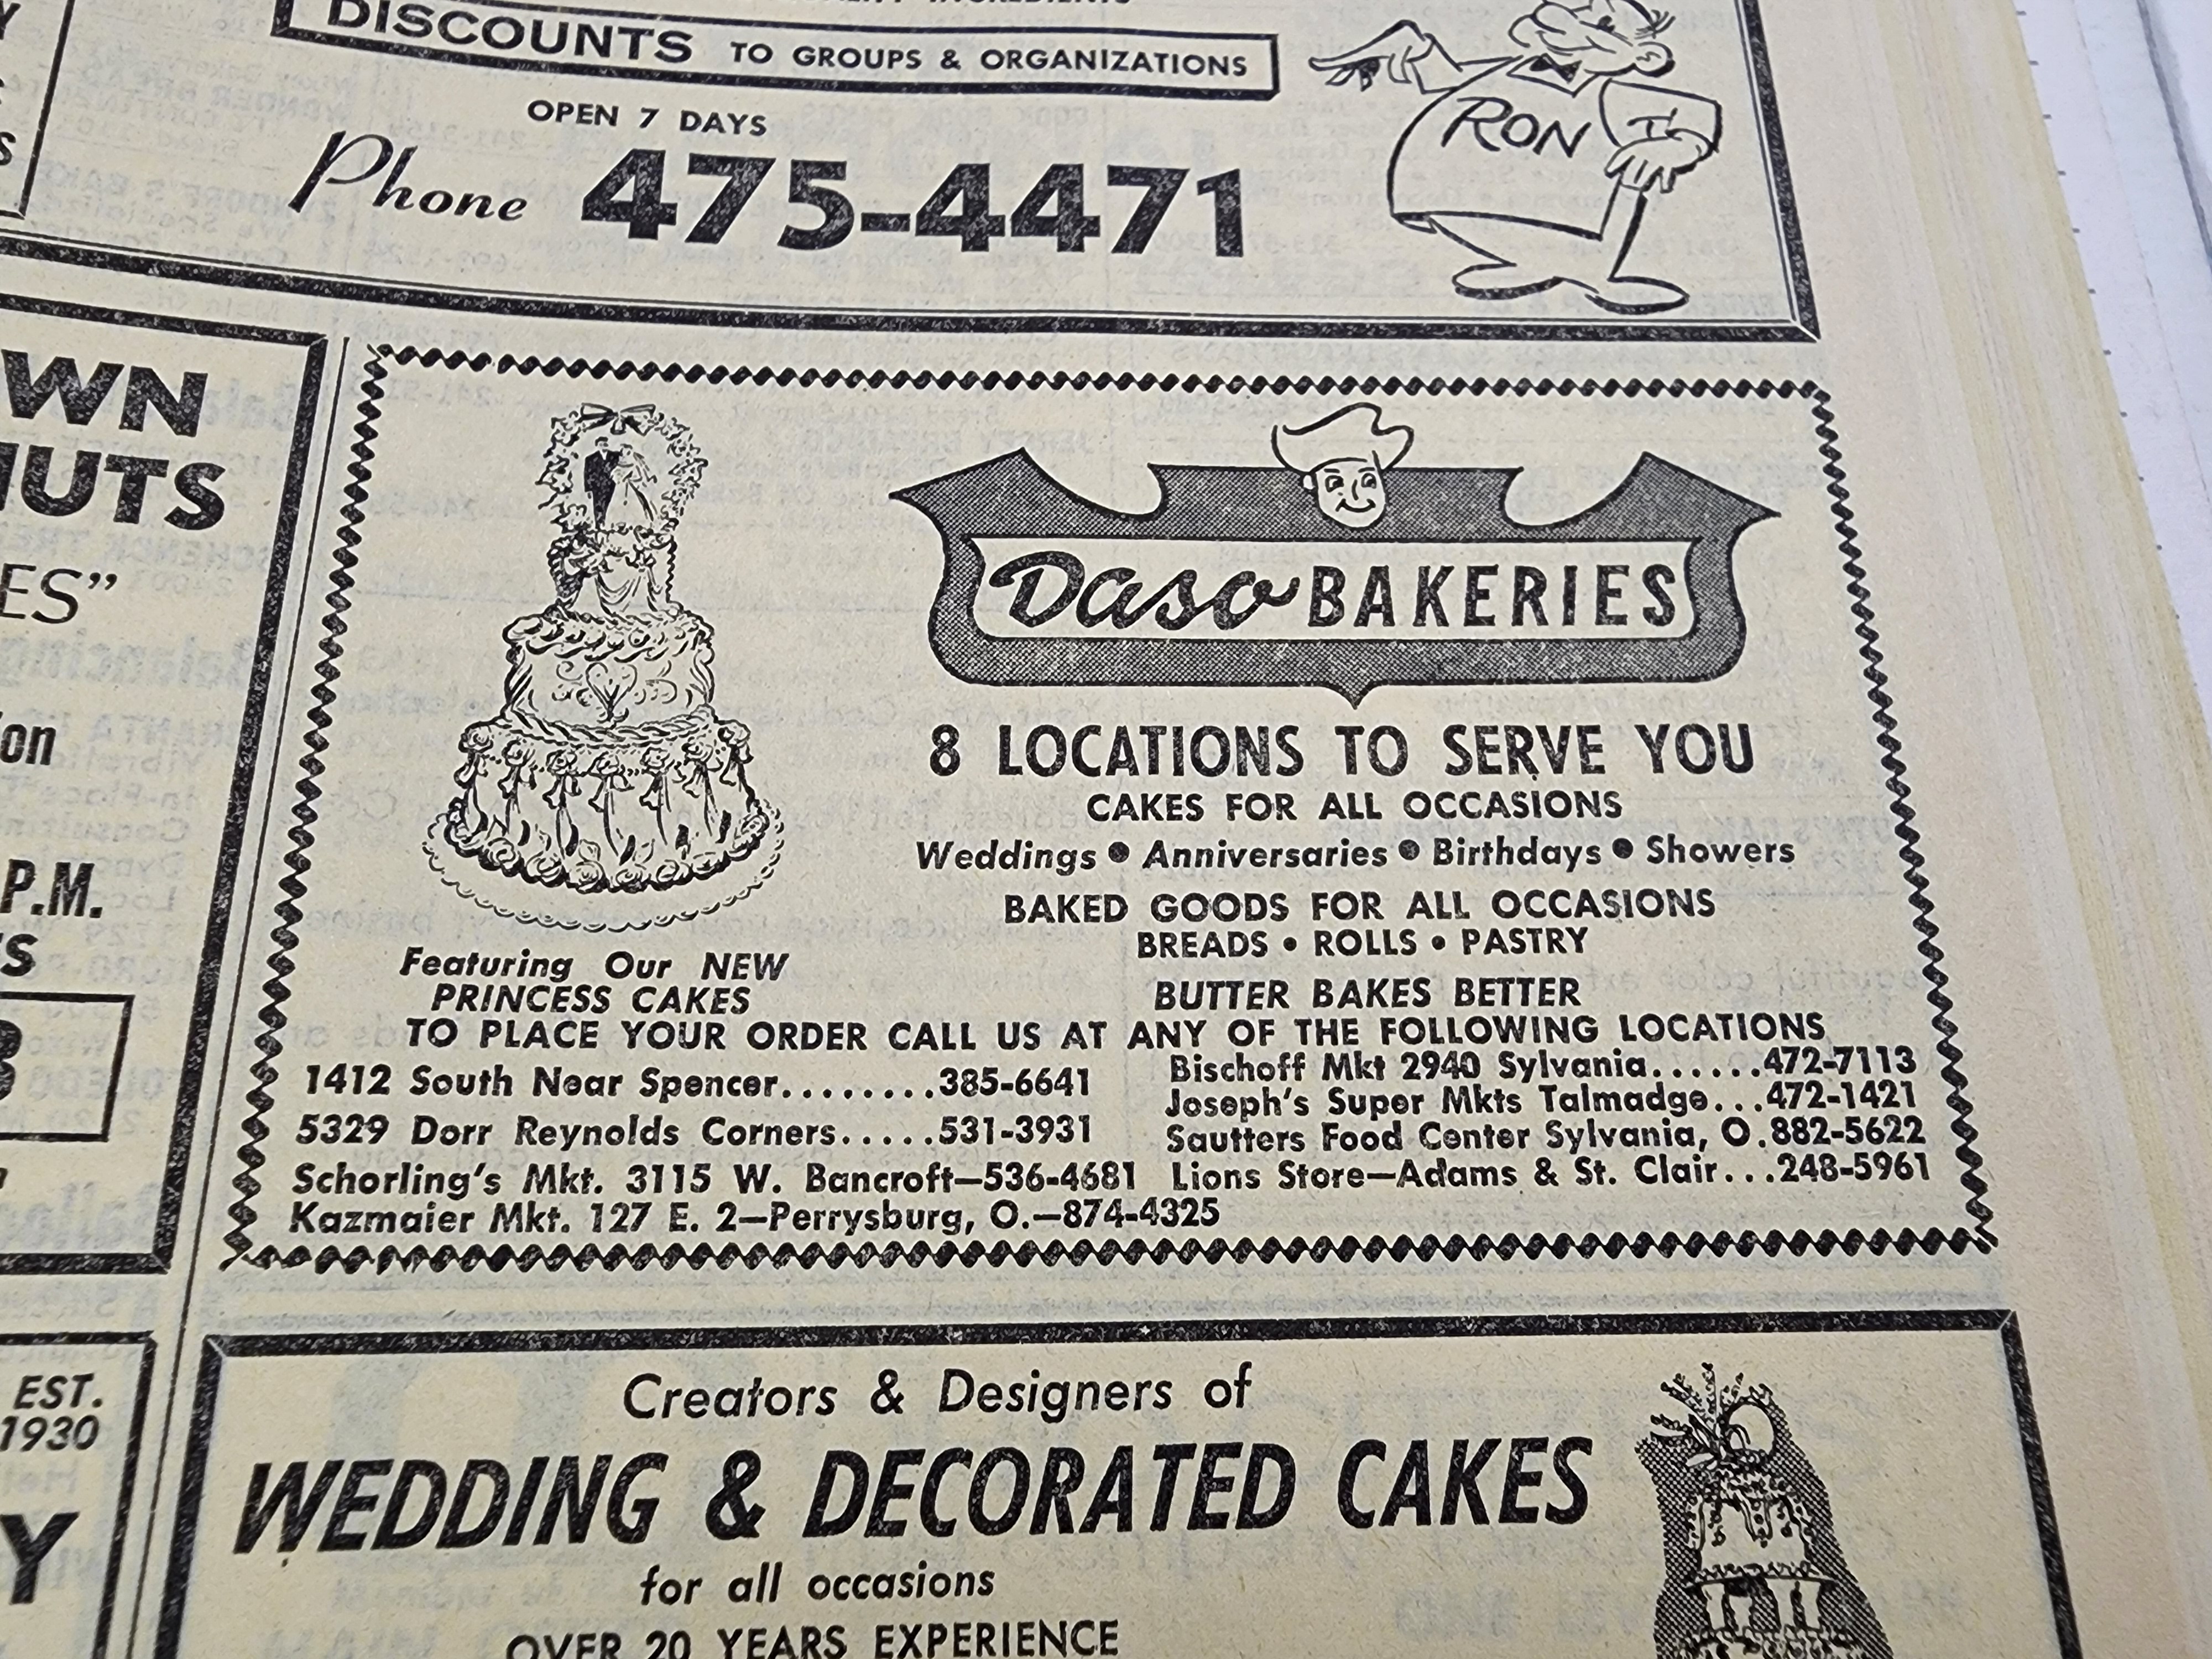 DISCOUNTS TO GROUPS & ORGANIZATIONS
OPEN 7 DAYS
Phone 475-4471
RON
WN
NUTS
ES”
on
P.M.
EST.
1930
Y
Daso BAKERIES
8 LOCATIONS TO SERVE YOU
CAKES FOR ALL OCCASIONS
Weddings • Anniversaries • Birthdays • Showers
BAKED GOODS FOR ALL OCCASIONS
BREADS • ROLLS • PASTRY
BUTTER BAKES BETTER
Featuring Our NEW
PRINCESS CAKES
TO PLACE YOUR ORDER CALL US AT ANY OF THE FOLLOWING LOCATIONS
1412 South Near Spencer........385-6641
5329 Dorr Reynolds Corners.....531-3931
Schorling's Mkt. 3115 W. Bancroft—536-4681
Kazmaier Mkt. 127 E. 2—Perrysburg, O.—874-4325
Bischoff Mkt 2940 Sylvania......472-7113
Joseph's Super Mkts Talmadge...472-1421
Sautters Food Center Sylvania, O.882-5622
Lions Store—Adams & St. Clair...248-5961
Creators & Designers of
WEDDING & DECORATED CAKES
for all occasions
OVER 20 YEARS EXPERIENCE